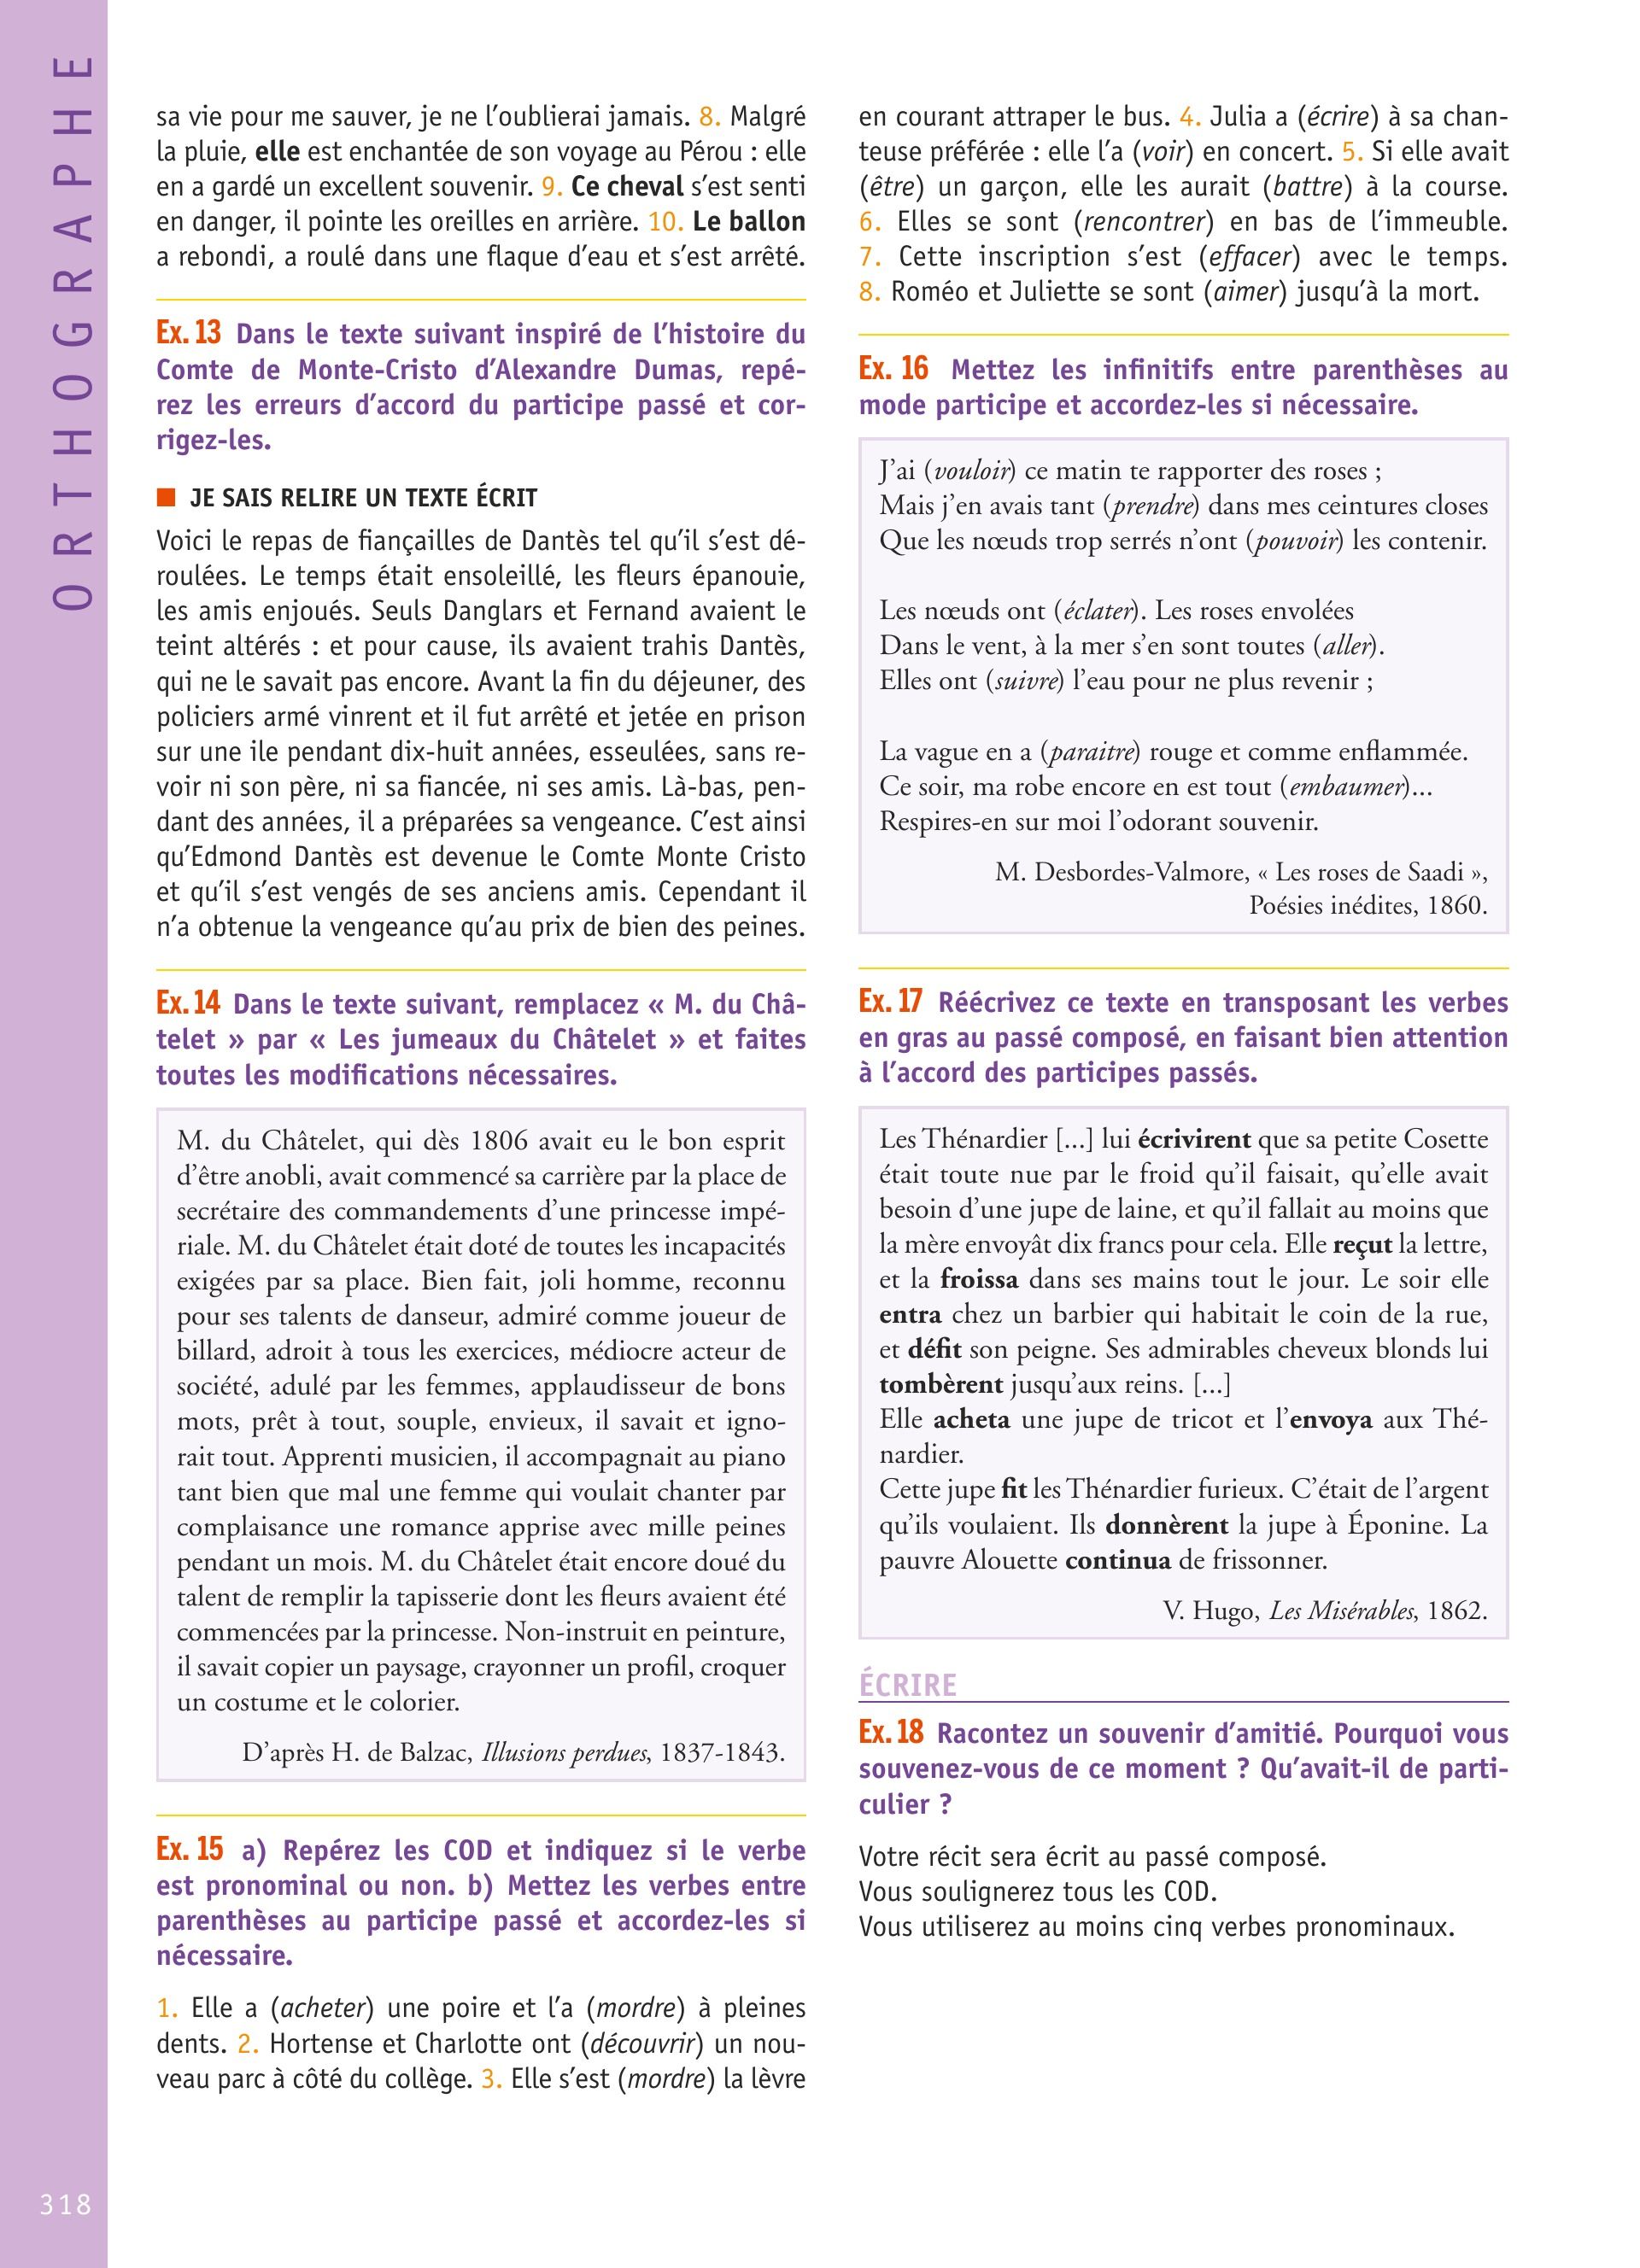 ORTHOGRAPHE
sa vie pour me sauver, je ne l'oublierai jamais. 8. Malgré
la pluie, elle est enchantée de son voyage au Pérou : elle
en a gardé un excellent souvenir. 9. Ce cheval s'est senti
en danger, il pointe les oreilles en arrière. 10. Le ballon
a rebondi, a roulé dans une flaque d'eau et s'est arrêté.
Ex. 13 Dans le texte suivant inspiré de l'histoire du
Comte de Monte-Cristo d'Alexandre Dumas, repé-
rez les erreurs d'accord du participe passé et cor-
rigez-les.
■ JE SAIS RELIRE UN TEXTE ÉCRIT
Voici le repas de fiançailles de Dantès tel qu'il s'est dé-
roulées. Le temps était ensoleillé, les fleurs épanouie,
les amis enjoués. Seuls Danglars et Fernand avaient le
teint altérés : et pour cause, ils avaient trahis Dantès,
qui ne le savait pas encore. Avant la fin du déjeuner, des
policiers armé vinrent et il fut arrêté et jetée en prison
sur une ile pendant dix-huit années, esseulées, sans re-
voir ni son père, ni sa fiancée, ni ses amis. Là-bas, pen-
dant des années, il a préparées sa vengeance. C'est ainsi
qu'Edmond Dantès est devenue le Comte Monte Cristo
et qu'il s'est vengés de ses anciens amis. Cependant il
n'a obtenue la vengeance qu'au prix de bien des peines.
Ex. 14 Dans le texte suivant, remplacez « M. du Châ-
telet » par « Les jumeaux du Châtelet » et faites
toutes les modifications nécessaires.
M. du Châtelet, qui dès 1806 avait eu le bon esprit
d'être anobli, avait commencé sa carrière par la place de
secrétaire des commandements d'une princesse impé-
riale. M. du Châtelet était doté de toutes les incapacités
exigées par sa place. Bien fait, joli homme, reconnu
pour ses talents de danseur, admiré comme joueur de
billard, adroit à tous les exercices, médiocre acteur de
société, adulé par les femmes, applaudisseur de bons
mots, prêt à tout, souple, envieux, il savait et igno-
rait tout. Apprenti musicien, il accompagnait au piano
tant bien que mal une femme qui voulait chanter par
complaisance une romance apprise avec mille peines
pendant un mois. M. du Châtelet était encore doué du
talent de remplir la tapisserie dont les fleurs avaient été
commencées par la princesse. Non-instruit en peinture,
il savait copier un paysage, crayonner un profil, croquer
un costume et le colorier.
D'après H. de Balzac, Illusions perdues, 1837-1843.
Ex. 15 a) Repérez les COD et indiquez si le verbe
est pronominal ou non. b) Mettez les verbes entre
parenthèses au participe passé et accordez-les si
nécessaire.
1. Elle a (acheter) une poire et l'a (mordre) à pleines
dents. 2. Hortense et Charlotte ont (découvrir) un nou-
veau parc à côté du collège. 3. Elle s'est (mordre) la lèvre
en courant attraper le bus. 4. Julia a (écrire) à sa chan-
teuse préférée : elle l'a (voir) en concert. 5. Si elle avait
(être) un garçon, elle les aurait (battre) à la course.
6. Elles se sont (rencontrer) en bas de l'immeuble.
7. Cette inscription s'est (effacer) avec le temps.
8. Roméo et Juliette se sont (aimer) jusqu'à la mort.
Ex. 16 Mettez les infinitifs entre parenthèses au
mode participe et accordez-les si nécessaire.
J'ai (vouloir) ce matin te rapporter des roses ;
Mais j'en avais tant (prendre) dans mes ceintures closes
Que les nœuds trop serrés n'ont (pouvoir) les contenir.
Les nœuds ont (éclater). Les roses envolées
Dans le vent, à la mer s'en sont toutes (aller).
Elles ont (suivre) l'eau pour ne plus revenir ;
La vague en a (paraitre) rouge et comme enflammée.
Ce soir, ma robe encore en est tout (embaumer)...
Respires-en sur moi l'odorant souvenir.
M. Desbordes-Valmore, « Les roses de Saadi »,
Poésies inédites, 1860.
Ex. 17 Réécrivez ce texte en transposant les verbes
en gras au passé composé, en faisant bien attention
à l'accord des participes passés.
Les Thénardier [...] lui écrivirent que sa petite Cosette
était toute nue par le froid qu'il faisait, qu'elle avait
besoin d'une jupe de laine, et qu'il fallait au moins que
la mère envoyât dix francs pour cela. Elle reçut la lettre,
et la froissa dans ses mains tout le jour. Le soir elle
entra chez un barbier qui habitait le coin de la rue,
et défit son peigne. Ses admirables cheveux blonds lui
tombèrent jusqu'aux reins. [...]
Elle acheta une jupe de tricot et l'envoya aux Thé-
nardier.
Cette jupe fit les Thénardier furieux. C'était de l'argent
qu'ils voulaient. Ils donnèrent la jupe à Éponine. La
pauvre Alouette continua de frissonner.
V. Hugo, Les Misérables, 1862.
ÉCRIRE
Ex. 18 Racontez un souvenir d'amitié. Pourquoi vous
souvenez-vous de ce moment ? Qu'avait-il de parti-
culier ?
Votre récit sera écrit au passé composé.
Vous soulignerez tous les COD.
Vous utiliserez au moins cinq verbes pronominaux.
318